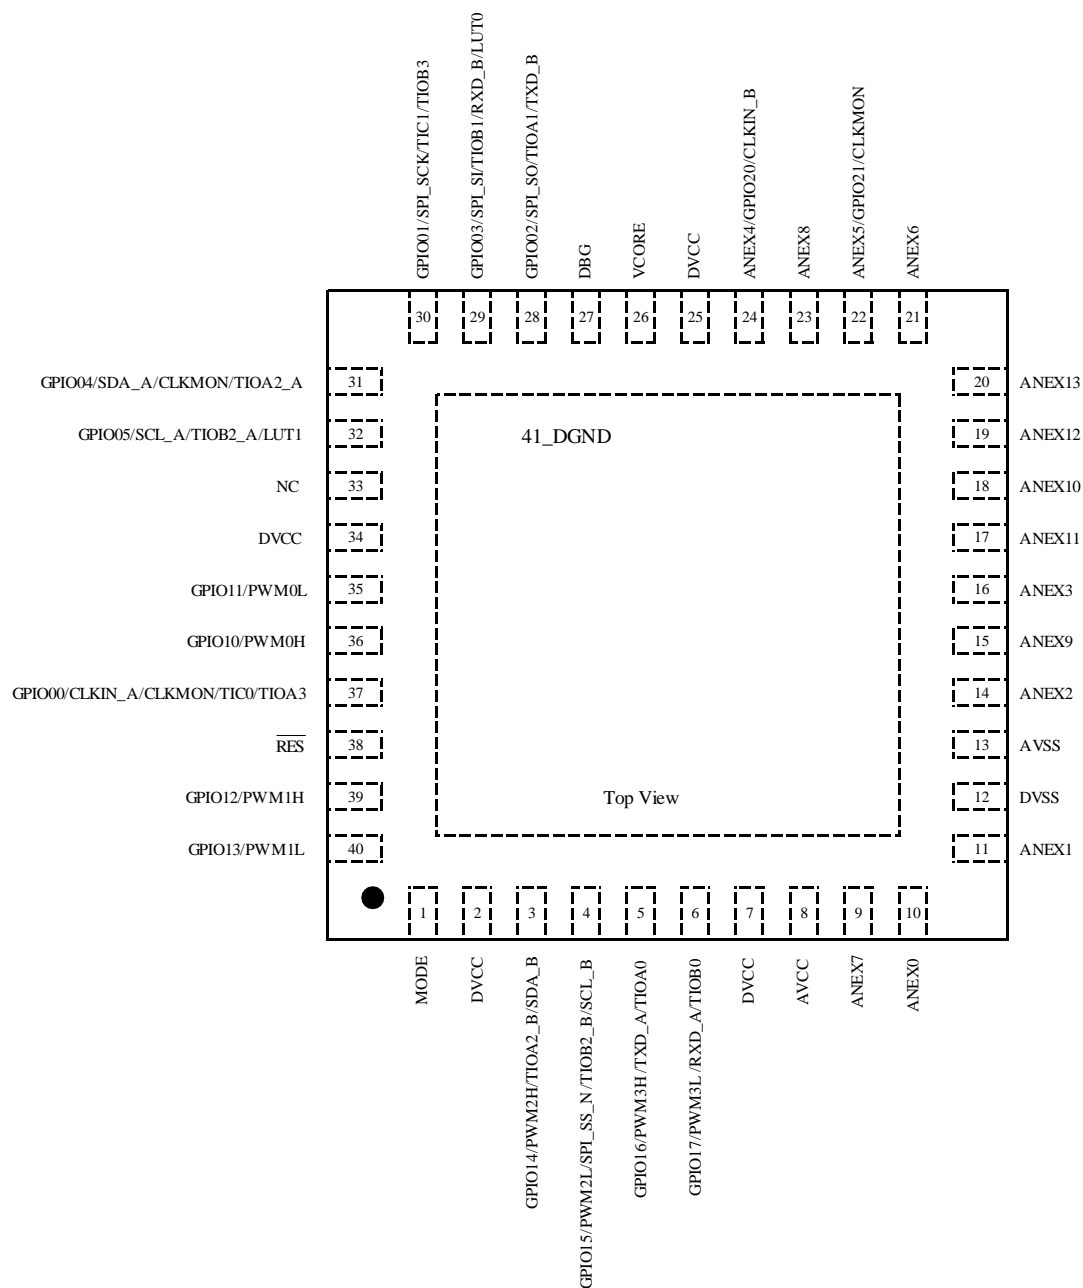 GPIO01/SPI_SCK/TIC1/TIOB3
GPIO03/SPI_SI/TIOB1/RXD_B/LUT0
GPIO02/SPI_SO/TIOA1/TXD_B
DBG
VCORE
DVCC
ANEX4/GPIO20/CLKIN_B
ANEX8
ANEX5/GPIO21/CLKMON
ANEX6
30 29 28 27 26 25 24 23 22 21
GPIO04/SDA_A/CLKMON/TIOA2_A 31
20 ANEX13
GPIO05/SCL_A/TIOB2_A/LUT1 32
41_DGND
19 ANEX12
NC 33
18 ANEX10
DVCC 34
17 ANEX11
GPIO11/PWM0L 35
16 ANEX3
GPIO10/PWM0H 36
15 ANEX9
GPIO00/CLKIN_A/CLKMON/TIC0/TIOA3 37
14 ANEX2
RES 38
13 AVSS
GPIO12/PWM1H 39
Top View
12 DVSS
GPIO13/PWM1L 40
11 ANEX1
1 2 3 4 5 6 7 8 9 10
MODE
DVCC
GPIO14/PWM2H/TIOA2_B/SDA_B
GPIO15/PWM2L/SPI_SS_N/TIOB2_B/SCL_B
GPIO16/PWM3H/TXD_A/TIOA0
GPIO17/PWM3L/RXD_A/TIOB0
DVCC
AVCC
ANEX7
ANEX0